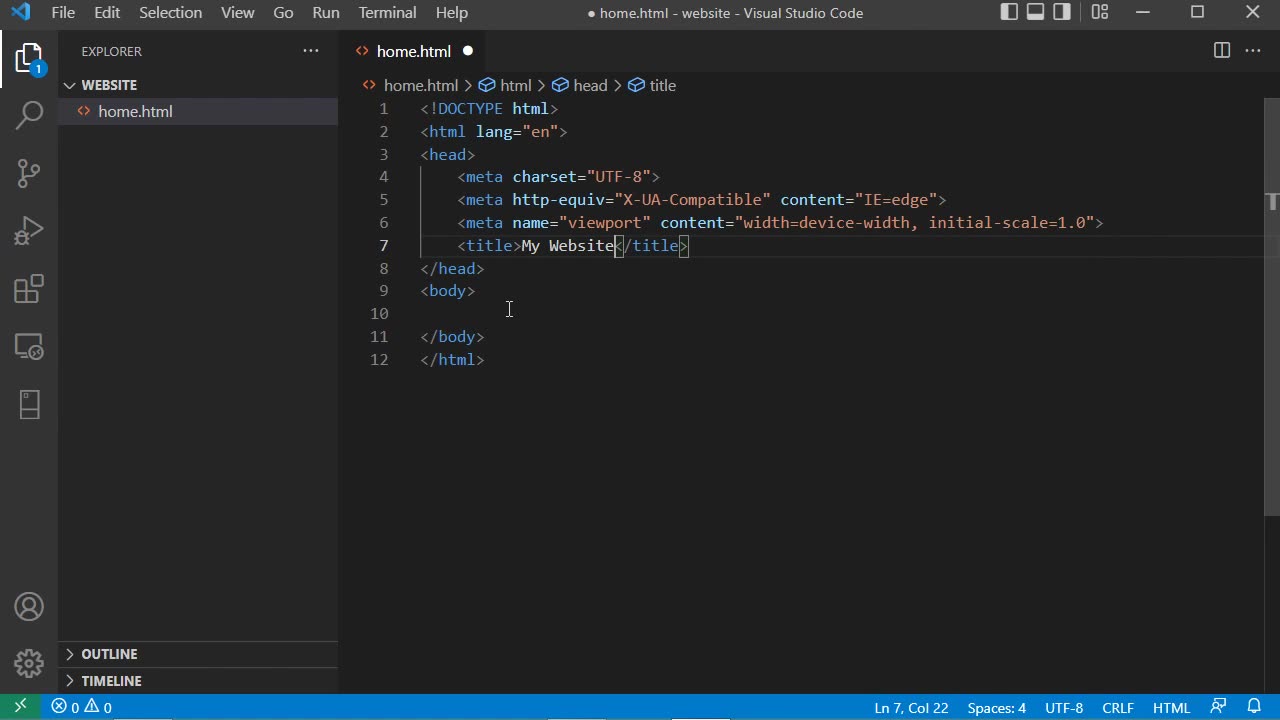 File Edit Selection View Go Run Terminal Help ● home.html - website - Visual Studio Code
EXPLORER ···
WEBSITE
home.html
1
home.html ●
home.html > html > head > title
1 <!DOCTYPE html>
2 <html lang="en">
3 <head>
4     <meta charset="UTF-8">
5     <meta http-equiv="X-UA-Compatible" content="IE=edge">
6     <meta name="viewport" content="width=device-width, initial-scale=1.0">
7     <title>My Website</title>
8 </head>
9 <body>
10
11 </body>
12 </html>
OUTLINE
TIMELINE
0 0 Ln 7, Col 22 Spaces: 4 UTF-8 CRLF HTML